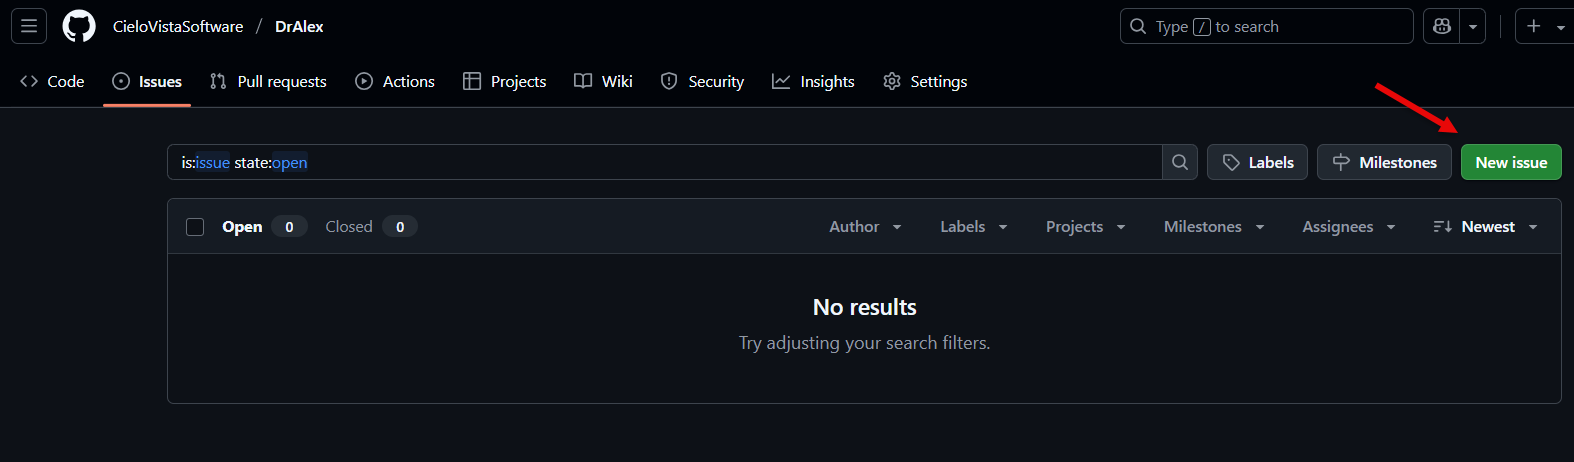 CieloVistaSoftware / DrAlex
Type / to search
Code Issues Pull requests Actions Projects Wiki Security Insights Settings
is:issue state:open
Labels Milestones New issue
Open 0 Closed 0 Author Labels Projects Milestones Assignees Newest
No results
Try adjusting your search filters.